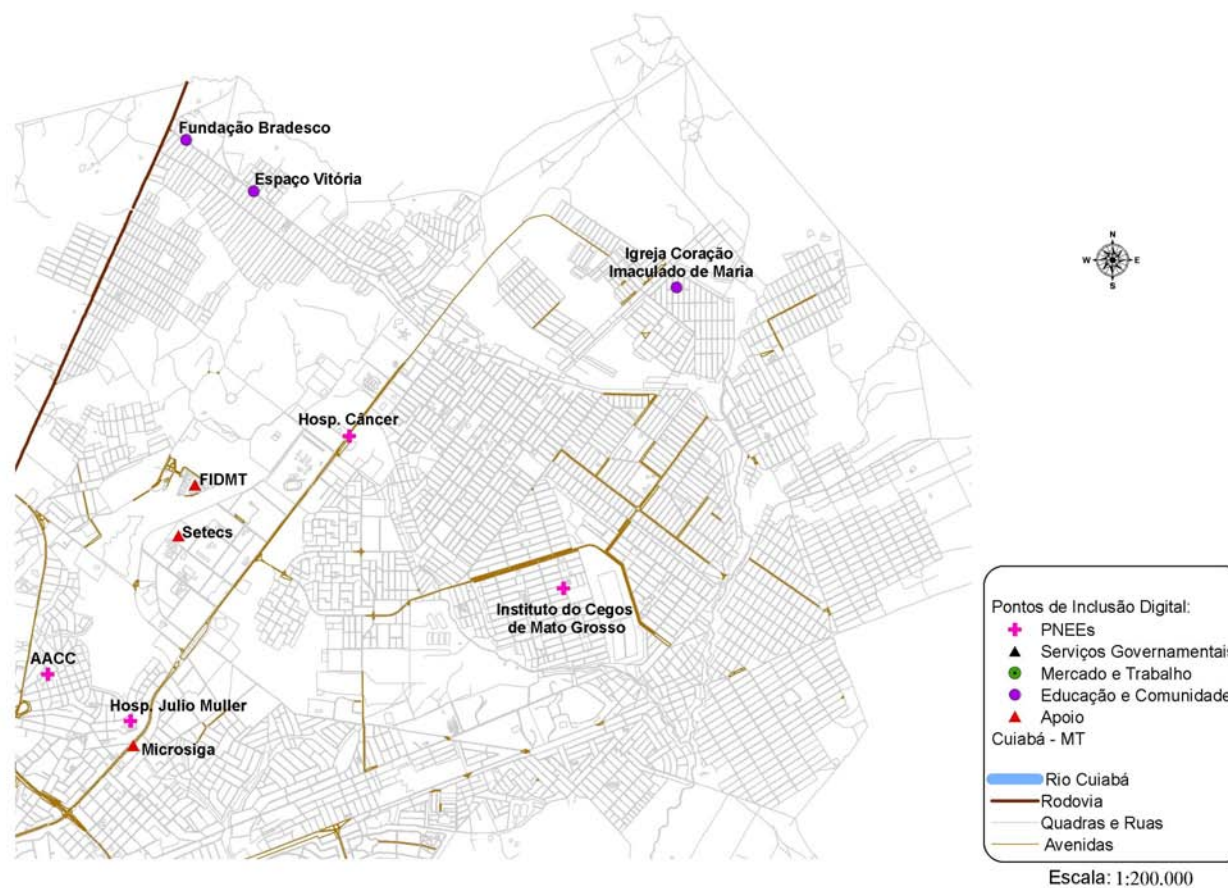 Fundação Bradesco
Espaço Vitória
Igreja Coração
Imaculado de Maria
N
W
E
S
Hosp. Câncer
FIDMT
Setecs
Instituto do Cegos
de Mato Grosso
AACC
Hosp. Julio Muller
Microsiga
Pontos de Inclusão Digital:
PNEEs
Serviços Governamentais
Mercado e Trabalho
Educação e Comunidade
Apoio
Cuiabá - MT
Rio Cuiabá
Rodovia
Quadras e Ruas
Avenidas
Escala: 1:200.000